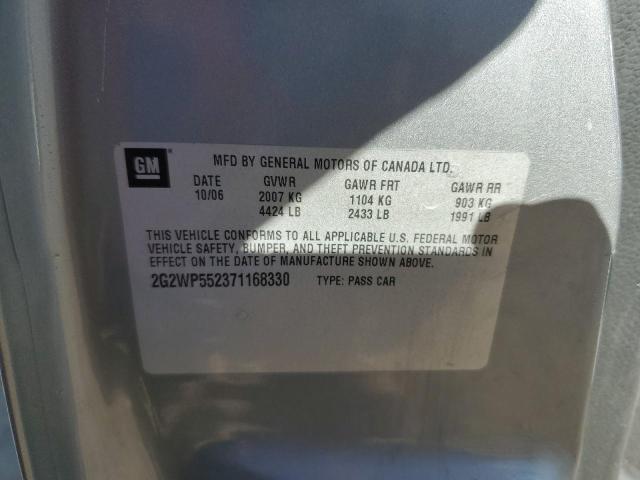 GM
MFD BY GENERAL MOTORS OF CANADA LTD.
DATE GVWR GAWR FRT GAWR RR
10/06 2007 KG 1104 KG 903 KG
4424 LB 2433 LB 1991 LB
THIS VEHICLE CONFORMS TO ALL APPLICABLE U.S. FEDERAL MOTOR
VEHICLE SAFETY, BUMPER, AND THEFT PREVENTION STANDARDS IN
EFFECT ON THE DATE OF MANUFACTURE SHOWN ABOVE.
2G2WP552371168330 TYPE: PASS CAR